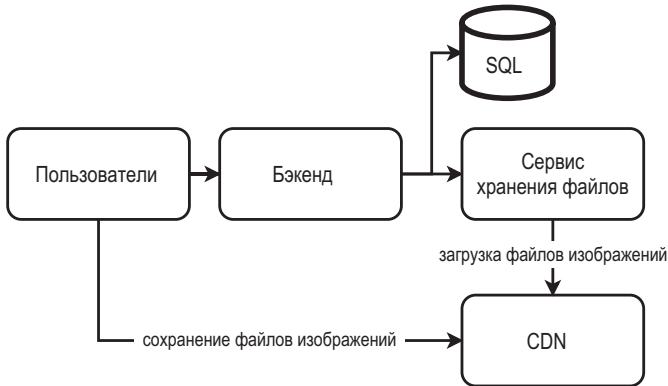 SQL
Пользователи
Бэкенд
Сервис
хранения файлов
загрузка файлов изображений
сохранение файлов изображений
CDN